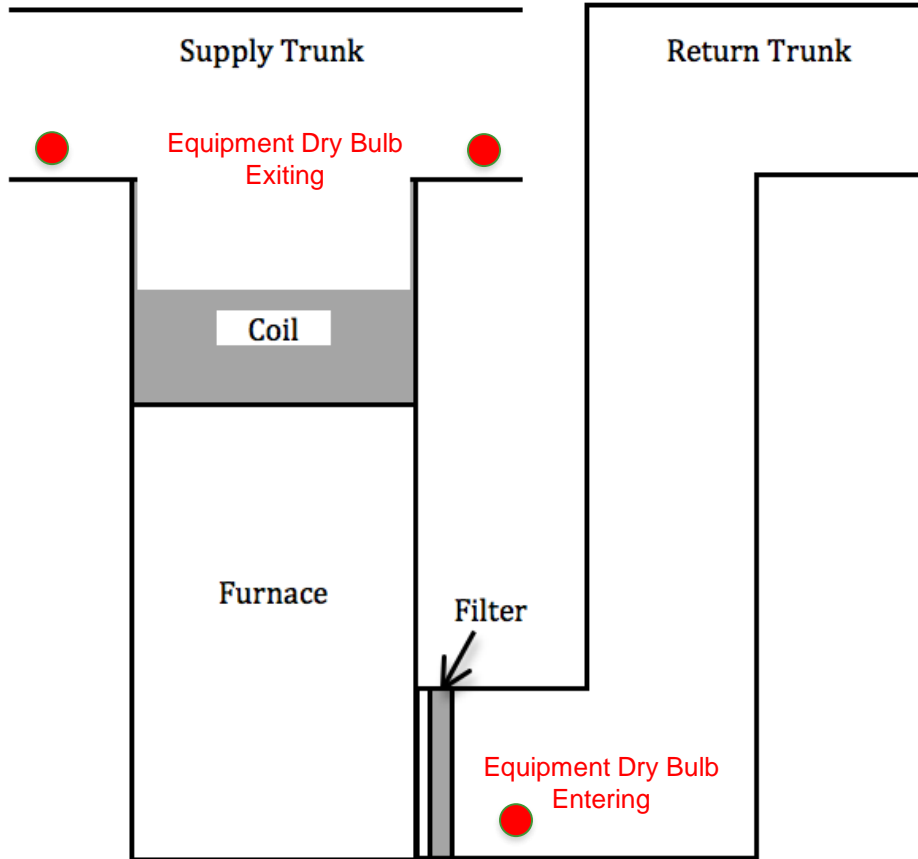 Supply Trunk
Return Trunk
Equipment Dry Bulb
Exiting
Coil
Furnace
Filter
Equipment Dry Bulb
Entering